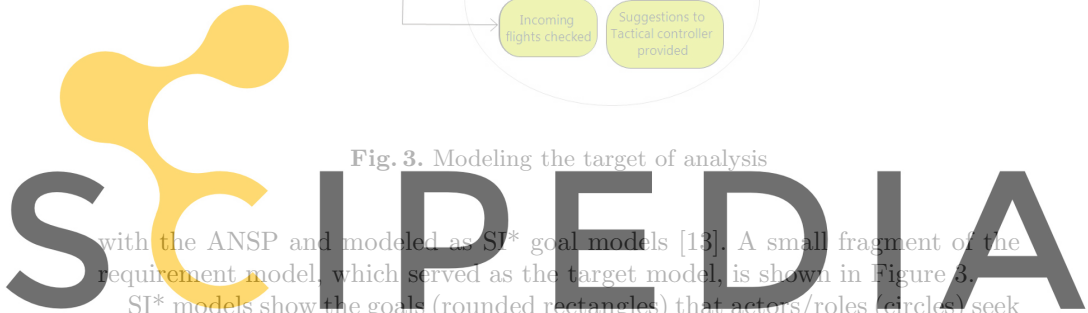 Incoming
flights checked
Suggestions to
Tactical controller
provided
Fig. 3. Modeling the target of analysis
SCIPEDIA
with the ANSP and modeled as SI* goal models [13]. A small fragment of the
requirement model, which served as the target model, is shown in Figure 3.
SI* models show the goals (rounded rectangles) that actors/roles (circles) seek